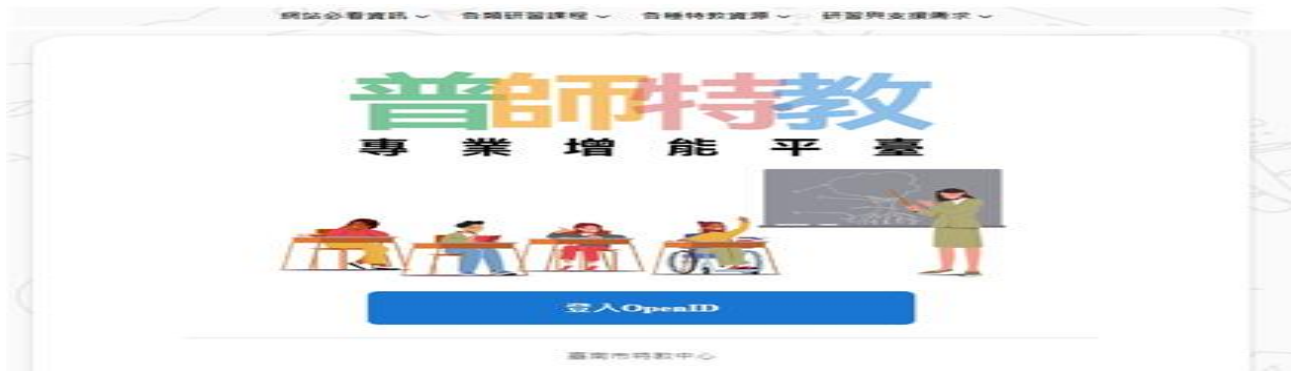 網站必看資訊 各類研習課程 各種特教資源 研習與支援需求
普師特教
專業增能平臺
登入OpenID
臺南市特教中心